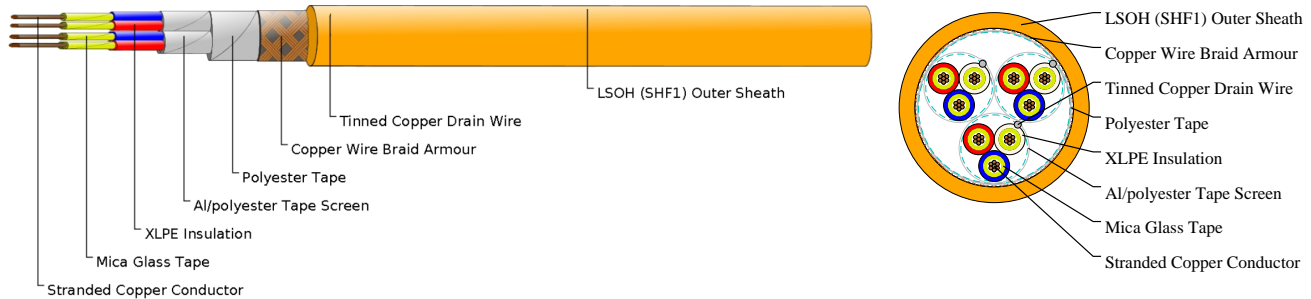 LSOH (SHF1) Outer Sheath
Tinned Copper Drain Wire
Copper Wire Braid Armour
Polyester Tape
Al/polyester Tape Screen
XLPE Insulation
Mica Glass Tape
Stranded Copper Conductor
LSOH (SHF1) Outer Sheath
Copper Wire Braid Armour
Tinned Copper Drain Wire
Polyester Tape
XLPE Insulation
Al/polyester Tape Screen
Mica Glass Tape
Stranded Copper Conductor